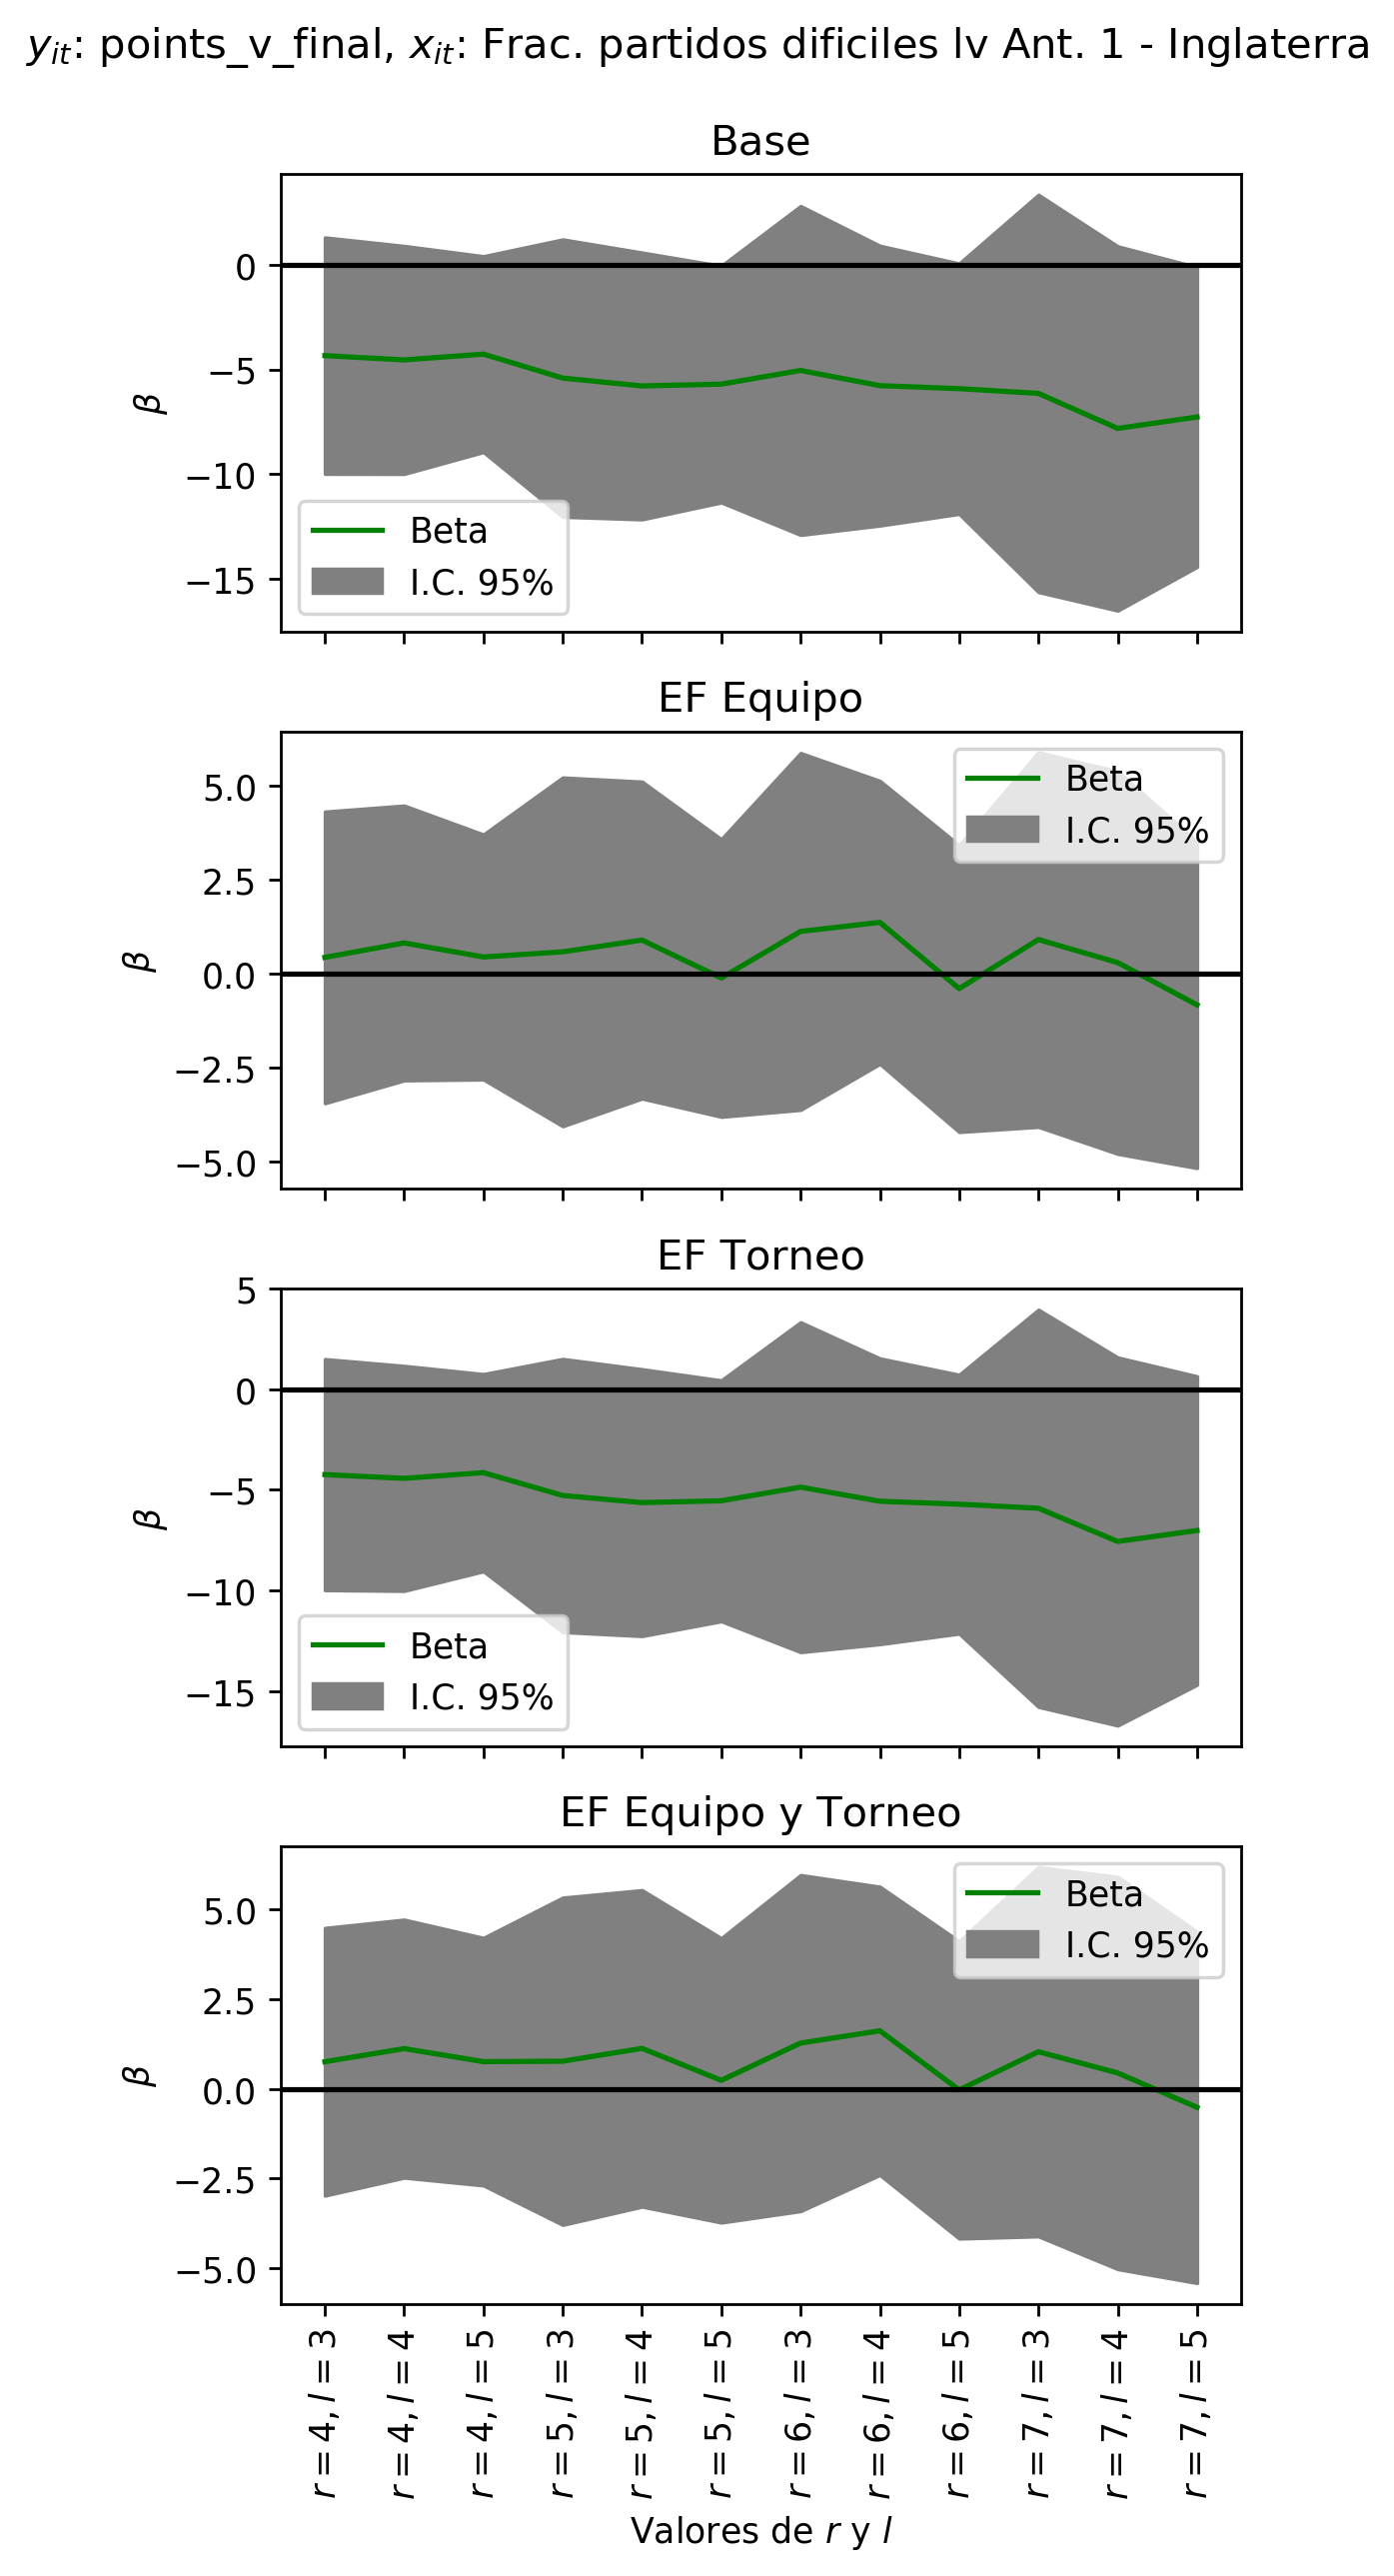 y_it: points_v_final, x_it: Frac. partidos dificiles lv Ant. 1 - Inglaterra
Base
0
−5
−10
−15
β
Beta
I.C. 95%
EF Equipo
5.0
2.5
0.0
−2.5
−5.0
β
Beta
I.C. 95%
EF Torneo
5
0
−5
−10
−15
β
Beta
I.C. 95%
EF Equipo y Torneo
5.0
2.5
0.0
−2.5
−5.0
β
Beta
I.C. 95%
r = 4, l = 3
r = 4, l = 4
r = 4, l = 5
r = 5, l = 3
r = 5, l = 4
r = 5, l = 5
r = 6, l = 3
r = 6, l = 4
r = 6, l = 5
r = 7, l = 3
r = 7, l = 4
r = 7, l = 5
Valores de r y l